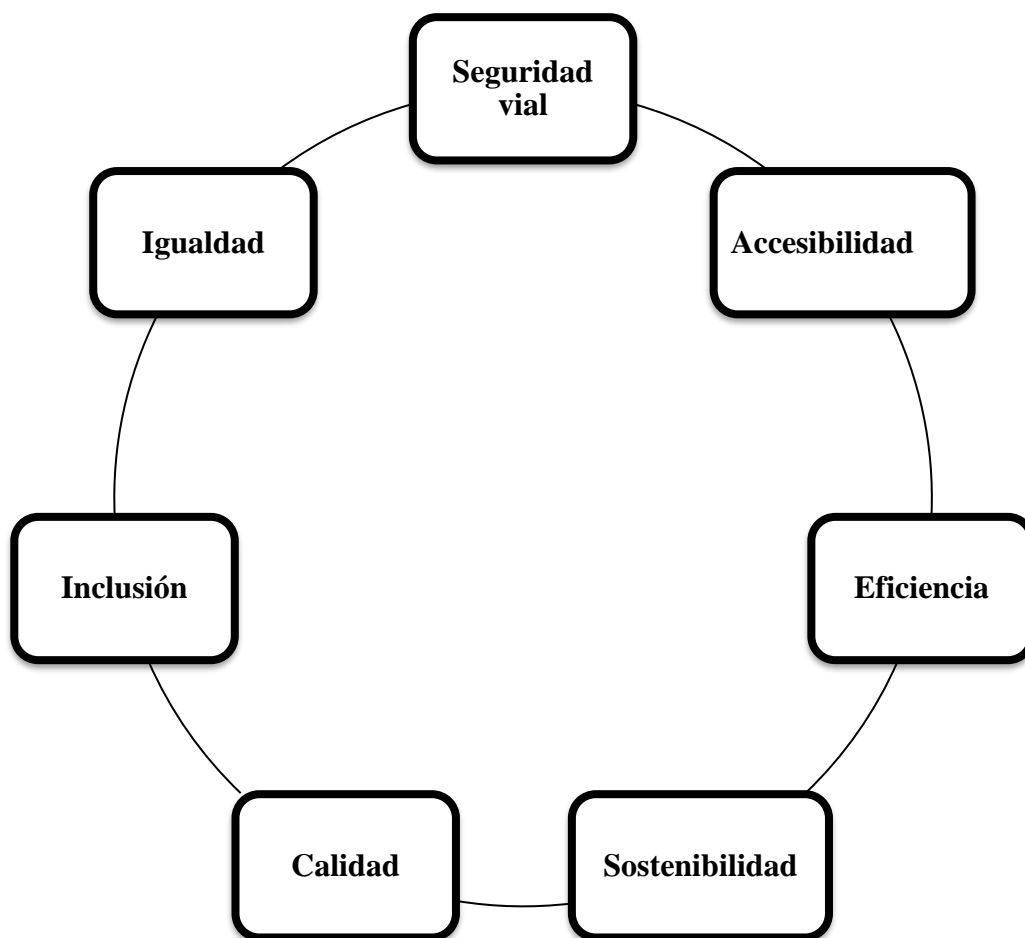 Seguridad
vial
Igualdad
Accesibilidad
Inclusión
Eficiencia
Calidad
Sostenibilidad